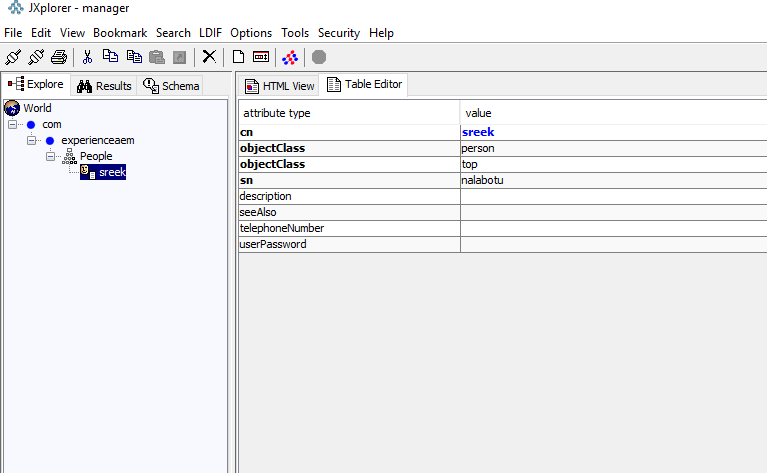 JXplorer - manager
File Edit View Bookmark Search LDIF Options Tools Security Help
Explore Results Schema
HTML View Table Editor
World
com
experienceaem
People
sreek
attribute type value
cn sreek
objectClass person
objectClass top
sn nalabotu
description
seeAlso
telephoneNumber
userPassword